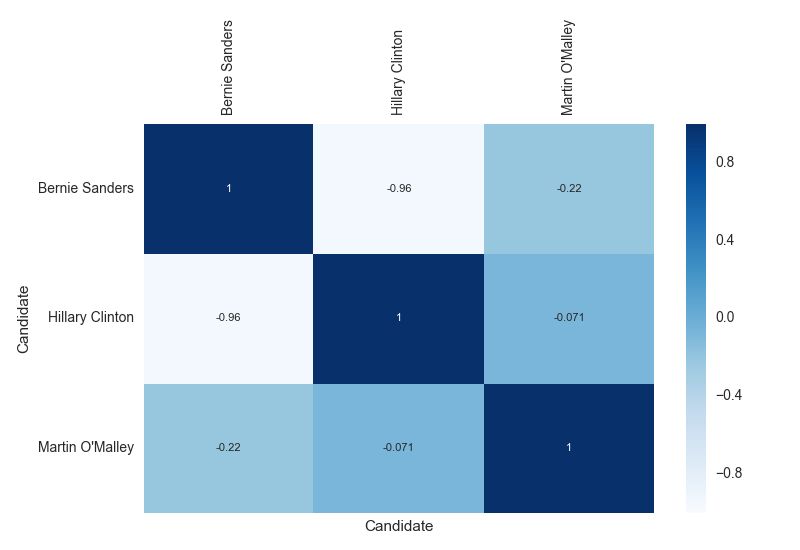 Bernie Sanders
Hillary Clinton
Martin O'Malley
Candidate
Bernie Sanders
1
-0.96
-0.22
Hillary Clinton
-0.96
1
-0.071
Martin O'Malley
-0.22
-0.071
1
Candidate
0.8
0.4
0.0
−0.4
−0.8